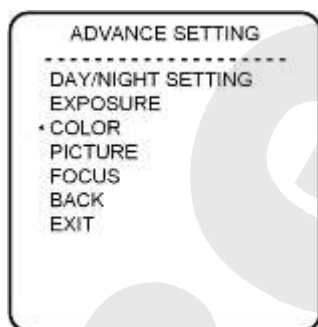 ADVANCE SETTING
- - - - - - - - - - - - - - - - - - - - - -
DAY/NIGHT SETTING
EXPOSURE
COLOR
PICTURE
FOCUS
BACK
EXIT